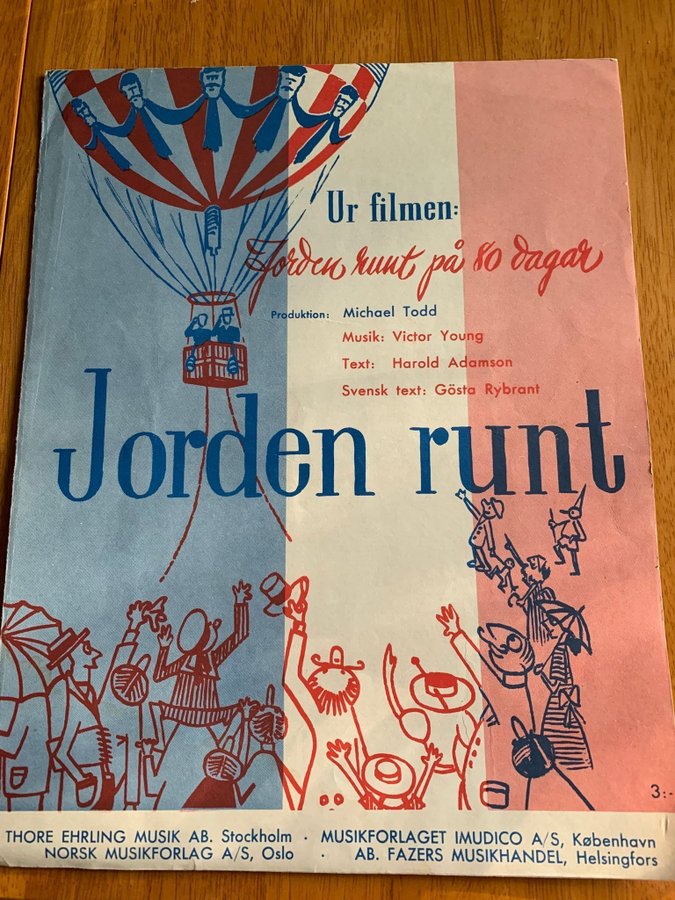 Ur filmen:
Jorden runt på 80 dagar
Produktion: Michael Todd
Musik: Victor Young
Text: Harold Adamson
Svensk text: Gösta Rybrant
Jorden runt
3:-
THORE EHRLING MUSIK AB. Stockholm · MUSIKFORLAGET IMUDICO A/S, København
NORSK MUSIKFORLAG A/S, Oslo · AB. FAZERS MUSIKHANDEL, Helsingfors